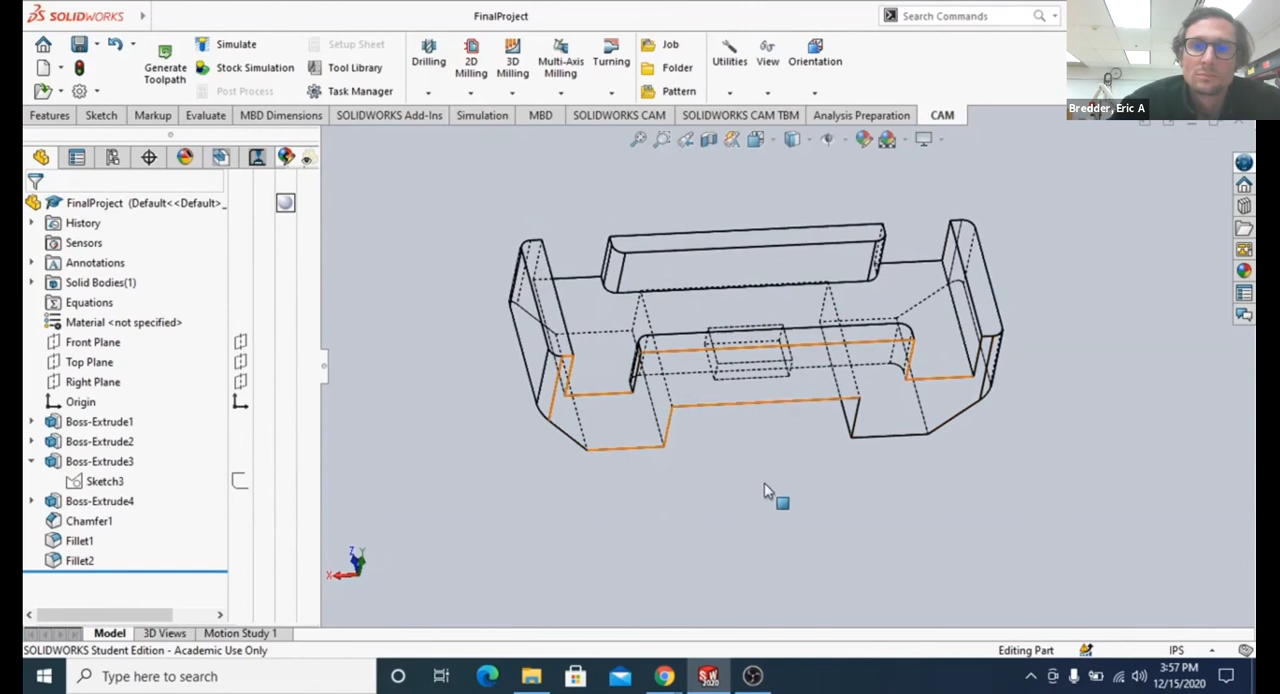 SOLIDWORKS
FinalProject
Search Commands
Generate
Toolpath
Simulate
Stock Simulation
Post Process
Setup Sheet
Tool Library
Task Manager
Drilling
2D
Milling
3D
Milling
Multi-Axis
Milling
Turning
Job
Folder
Pattern
Utilities
View
Orientation
Bredder, Eric A
Features
Sketch
Markup
Evaluate
MBD Dimensions
SOLIDWORKS Add-Ins
Simulation
MBD
SOLIDWORKS CAM
SOLIDWORKS CAM TBM
Analysis Preparation
CAM
FinalProject (Default<<Default>_
History
Sensors
Annotations
Solid Bodies(1)
Equations
Material <not specified>
Front Plane
Top Plane
Right Plane
Origin
Boss-Extrude1
Boss-Extrude2
Boss-Extrude3
Sketch3
Boss-Extrude4
Chamfer1
Fillet1
Fillet2
Z
Y
X
Model
3D Views
Motion Study 1
SOLIDWORKS Student Edition - Academic Use Only
Editing Part
IPS
Type here to search
SW
2020
3:57 PM
12/15/2020